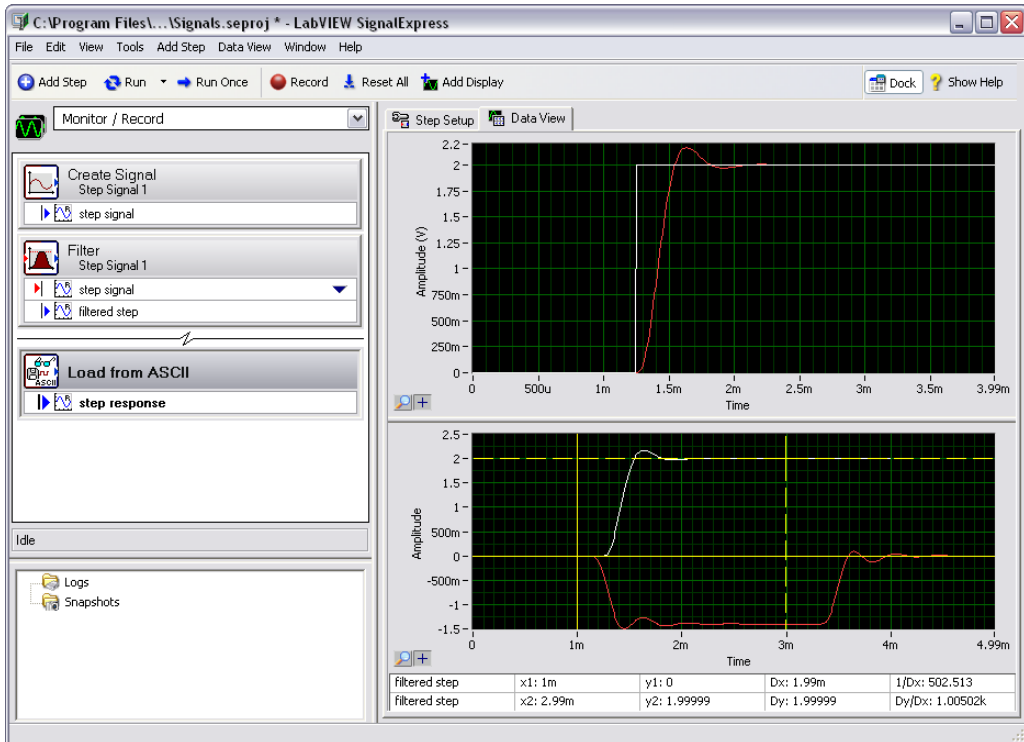 C:\Program Files\...\Signals.seproj * - LabVIEW SignalExpress
File Edit View Tools Add Step Data View Window Help
Add Step Run Run Once Record Reset All Add Display Dock Show Help
Monitor / Record
Create Signal
Step Signal 1
step signal
Filter
Step Signal 1
step signal
filtered step
ASCII
Load from ASCII
step response
Idle
Logs
Snapshots
Step Setup Data View
Amplitude (V)
2.2
2
1.75
1.5
1.25
1
750m
500m
250m
0
0 500u 1m 1.5m 2m 2.5m 3m 3.5m 3.99m
Time
Amplitude
2.5
2
1.5
1
500m
0
-500m
-1
-1.5
0 1m 2m 3m 4m 4.99m
Time
filtered step x1: 1m y1: 0 Dx: 1.99m 1/Dx: 502.513
filtered step x2: 2.99m y2: 1.99999 Dy: 1.99999 Dy/Dx: 1.00502k